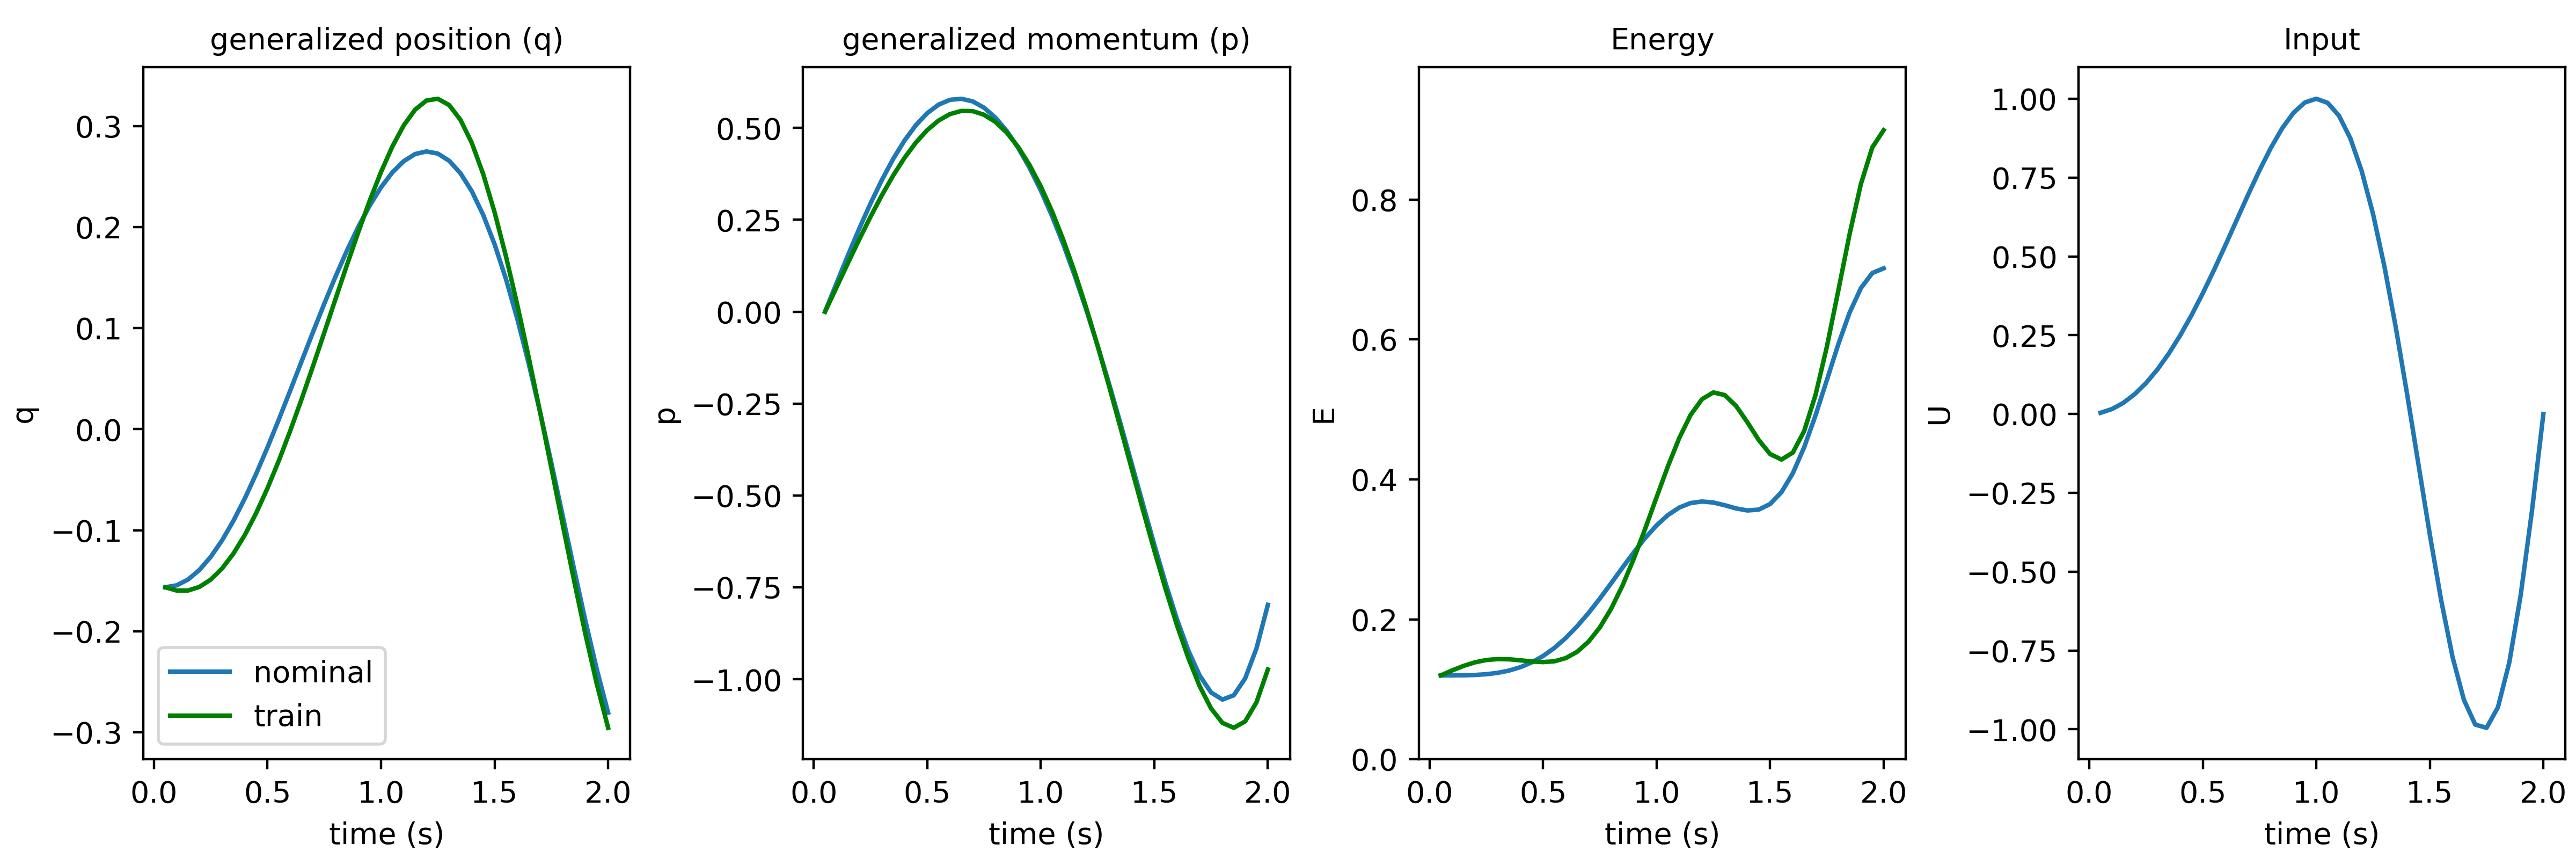 generalized position (q)
q
0.3
0.2
0.1
0.0
−0.1
−0.2
−0.3
nominal
train
0.0 0.5 1.0 1.5 2.0
time (s)
generalized momentum (p)
p
0.50
0.25
0.00
−0.25
−0.50
−0.75
−1.00
0.0 0.5 1.0 1.5 2.0
time (s)
Energy
E
0.8
0.6
0.4
0.2
0.0
0.0 0.5 1.0 1.5 2.0
time (s)
Input
U
1.00
0.75
0.50
0.25
0.00
−0.25
−0.50
−0.75
−1.00
0.0 0.5 1.0 1.5 2.0
time (s)